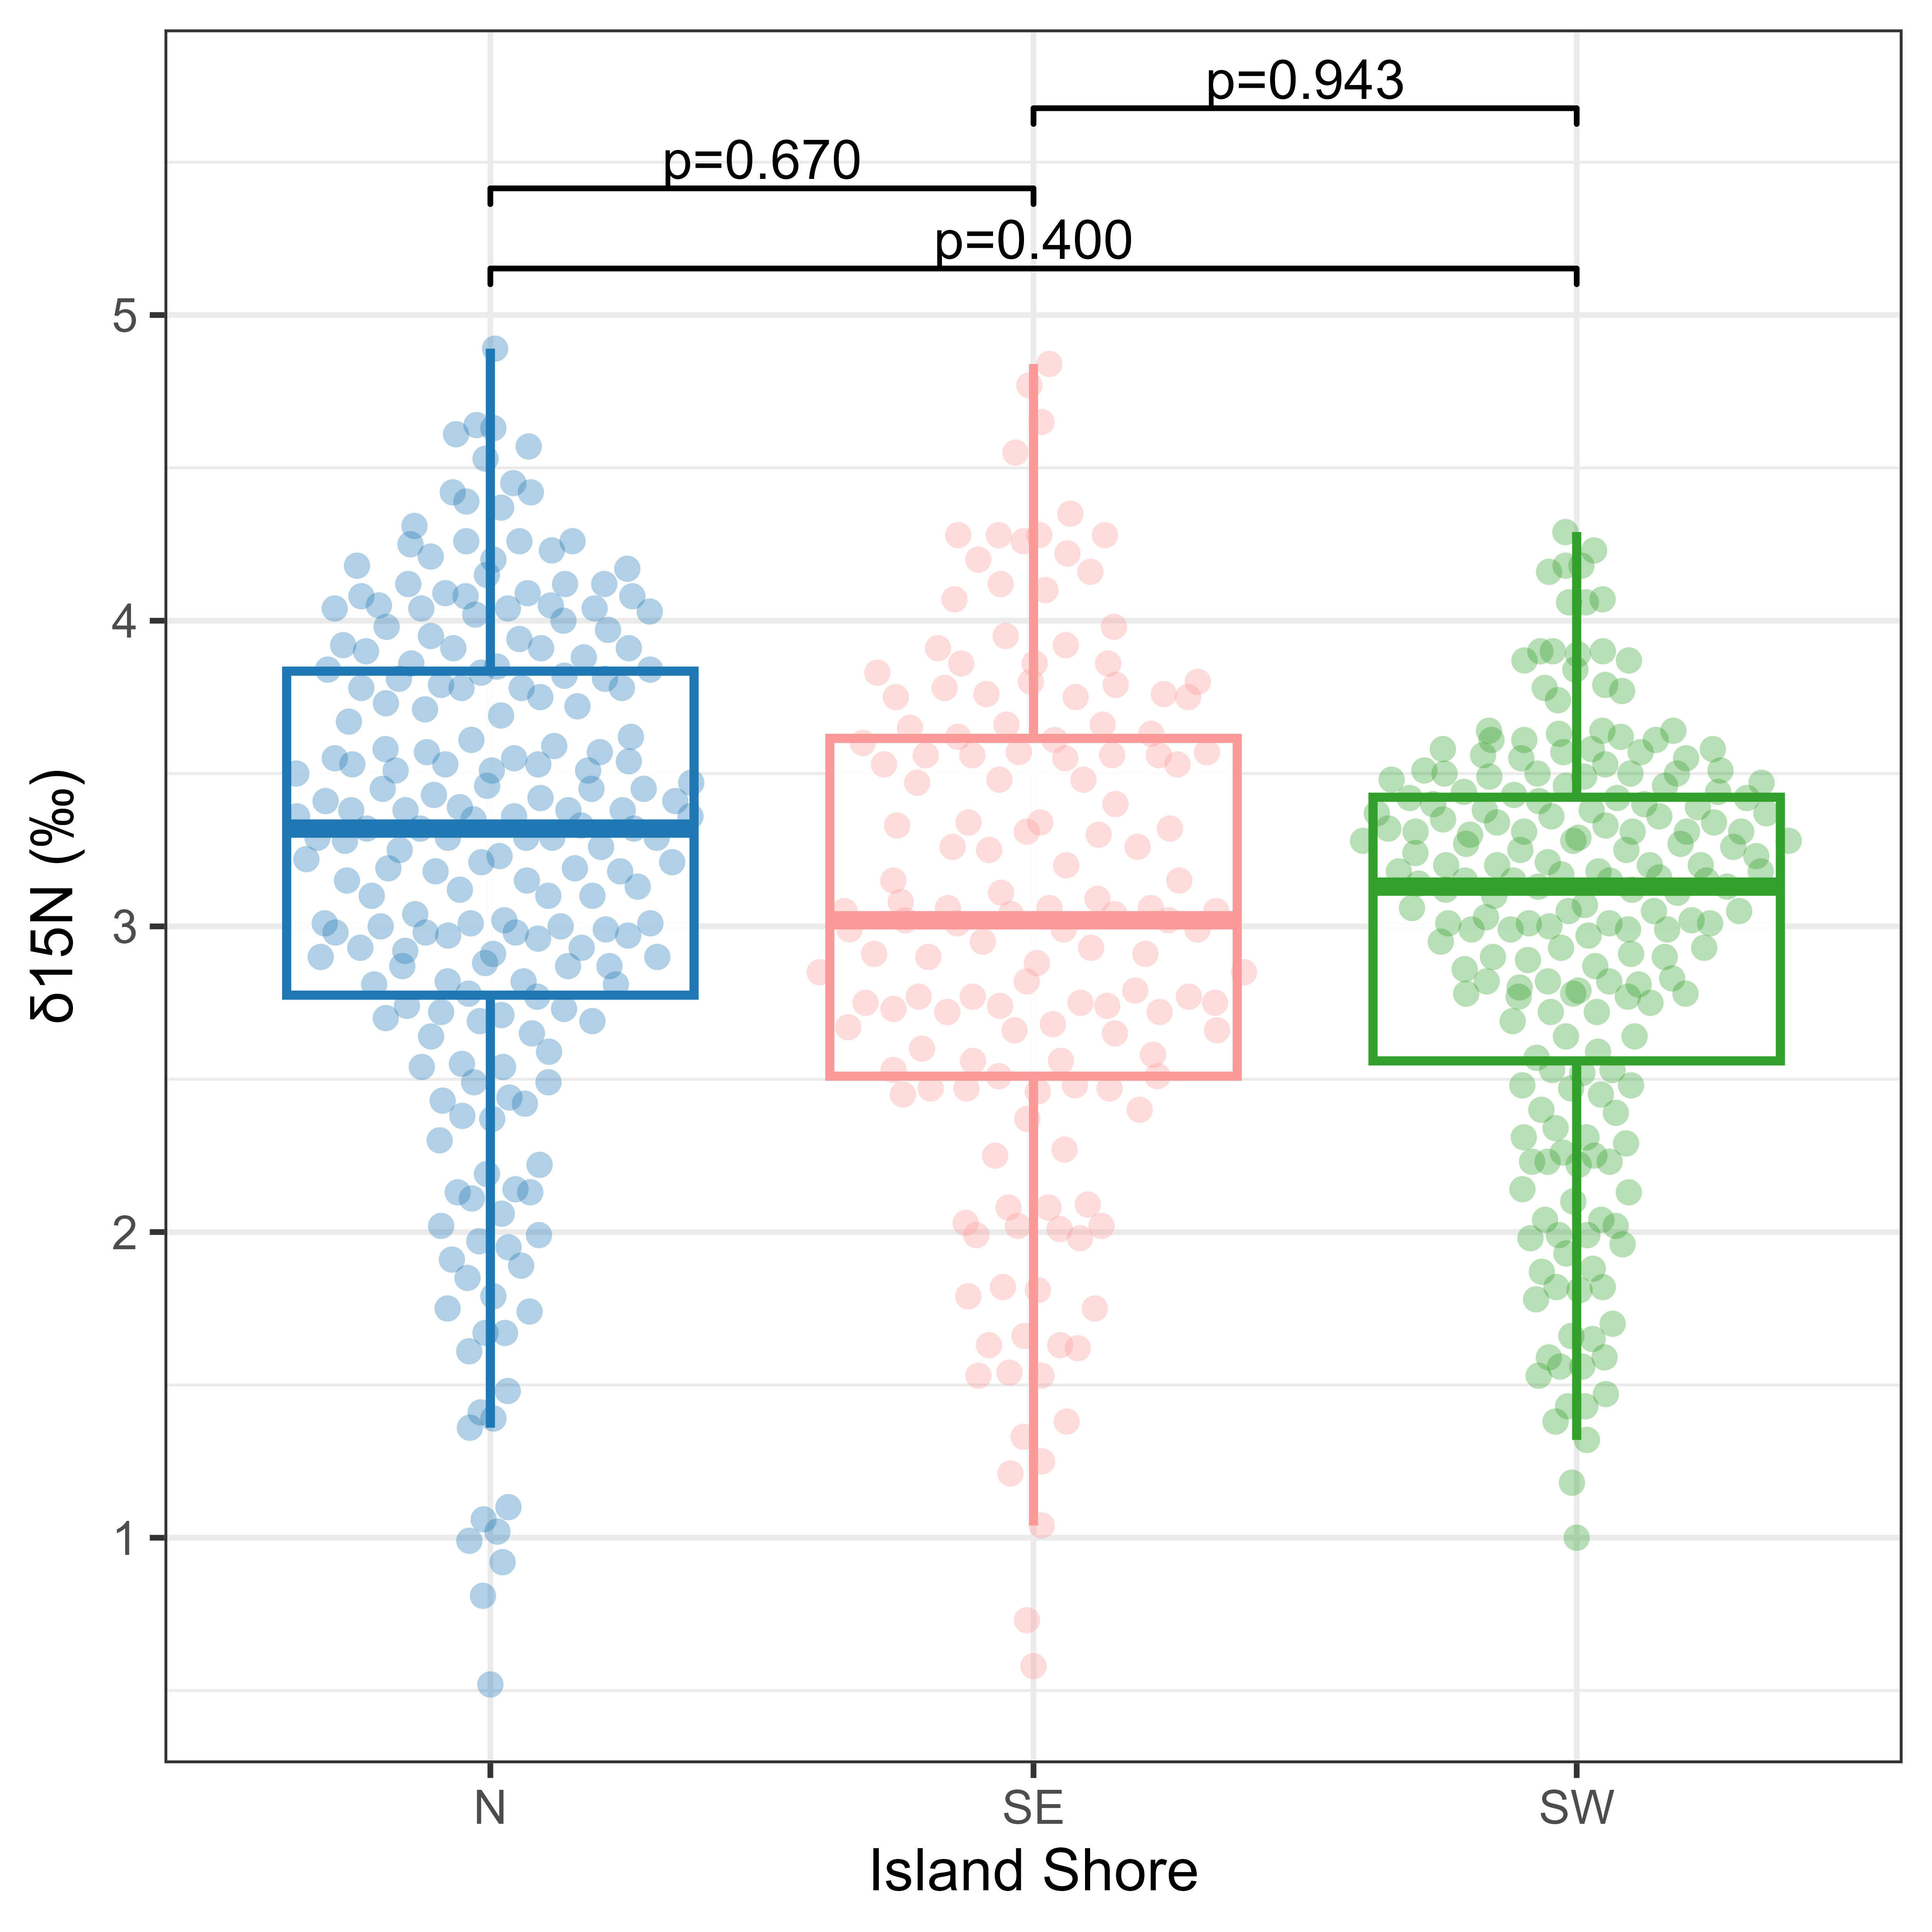 p=0.943
p=0.670
p=0.400
5
4
3
2
1
δ15N (‰)
N SE SW
Island Shore